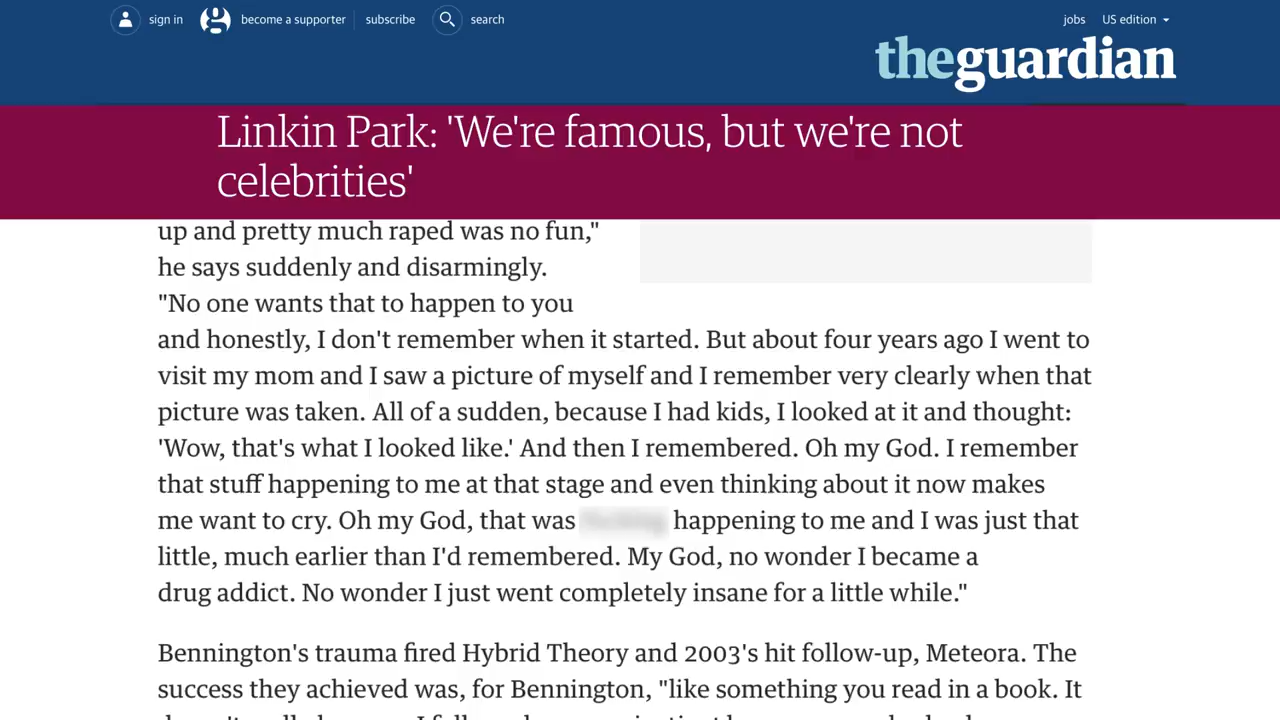 sign in
become a supporter
subscribe
search
jobs
US edition
theguardian
Linkin Park: 'We're famous, but we're not
celebrities'
up and pretty much raped was no fun,"
he says suddenly and disarmingly.
"No one wants that to happen to you
and honestly, I don't remember when it started. But about four years ago I went to
visit my mom and I saw a picture of myself and I remember very clearly when that
picture was taken. All of a sudden, because I had kids, I looked at it and thought:
'Wow, that's what I looked like.' And then I remembered. Oh my God. I remember
that stuff happening to me at that stage and even thinking about it now makes
me want to cry. Oh my God, that was happening to me and I was just that
little, much earlier than I'd remembered. My God, no wonder I became a
drug addict. No wonder I just went completely insane for a little while."
Bennington's trauma fired Hybrid Theory and 2003's hit follow-up, Meteora. The
success they achieved was, for Bennington, "like something you read in a book. It